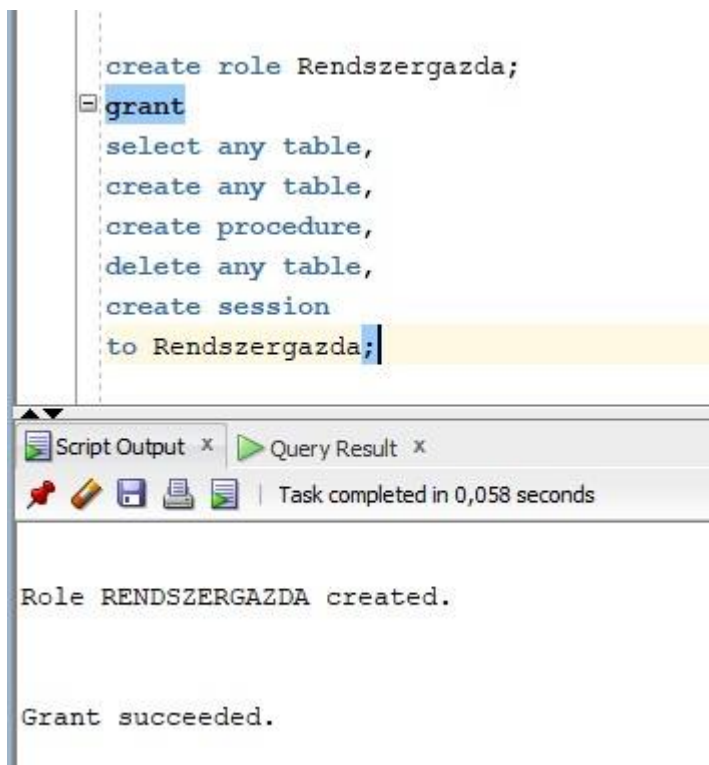 create role Rendszergazda;
grant
select any table,
create any table,
create procedure,
delete any table,
create session
to Rendszergazda;
Script Output x Query Result x
Task completed in 0,058 seconds
Role RENDSZERGAZDA created.
Grant succeeded.